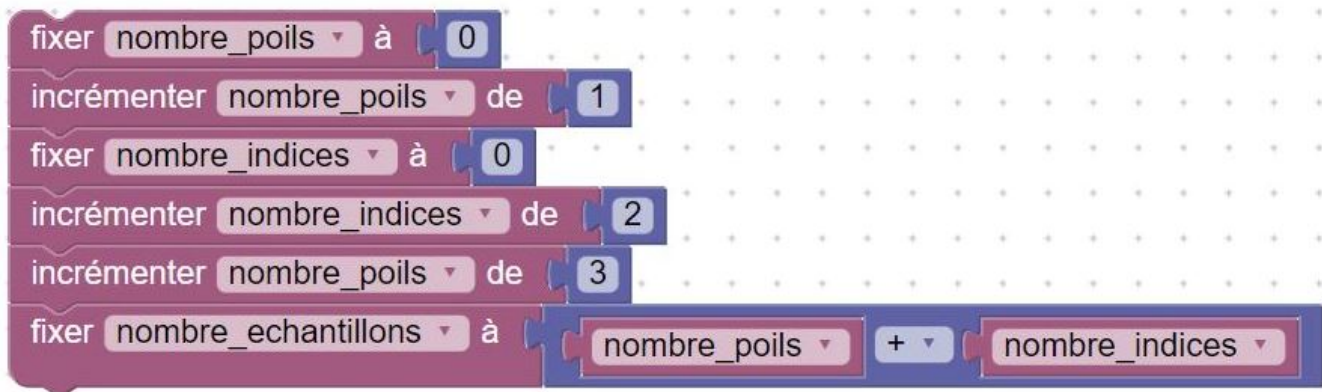 fixer nombre_poils à 0
incrémenter nombre_poils de 1
fixer nombre_indices à 0
incrémenter nombre_indices de 2
incrémenter nombre_poils de 3
fixer nombre_echantillons à nombre_poils + nombre_indices